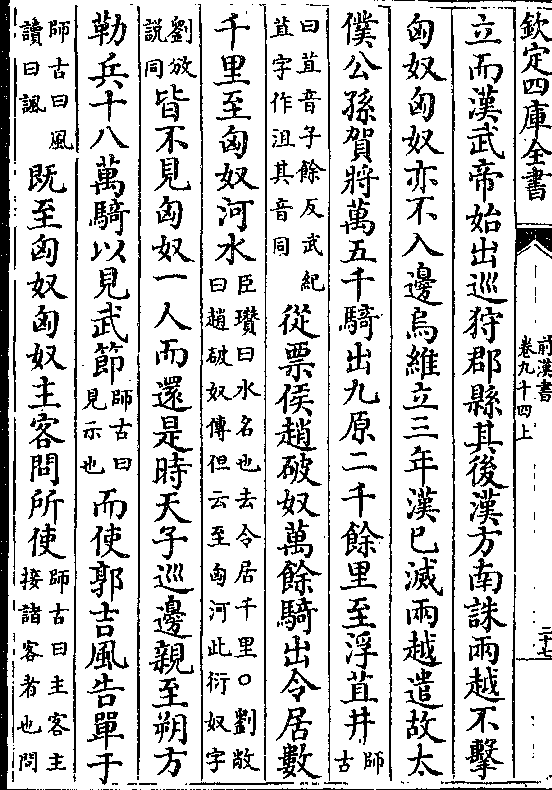 欽定四庫全書
前漢書
卷九十四上
二十七
立而漢武帝始出巡狩郡縣其後漢方南誅兩越不擊
匈奴匈奴亦不入邊烏維立三年漢已滅兩越遣故太
僕公孫賀將萬五千騎出九原二千餘里至浮苴井師古
曰苴音子餘反武紀苴字作沮其音同從票侯趙破奴萬餘騎出令居數
千里至匈奴河水臣瓚曰水名也去令居千里○劉敞曰趙破奴傳但云至匈河此衍奴字
劉攽說同皆不見匈奴一人而還是時天子巡邊親至朔方
勒兵十八萬騎以見武節師古曰見示也而使郭吉風告單于
師古曰風讀曰諷既至匈奴匈奴主客問所使師古曰主客主接諸客者也問